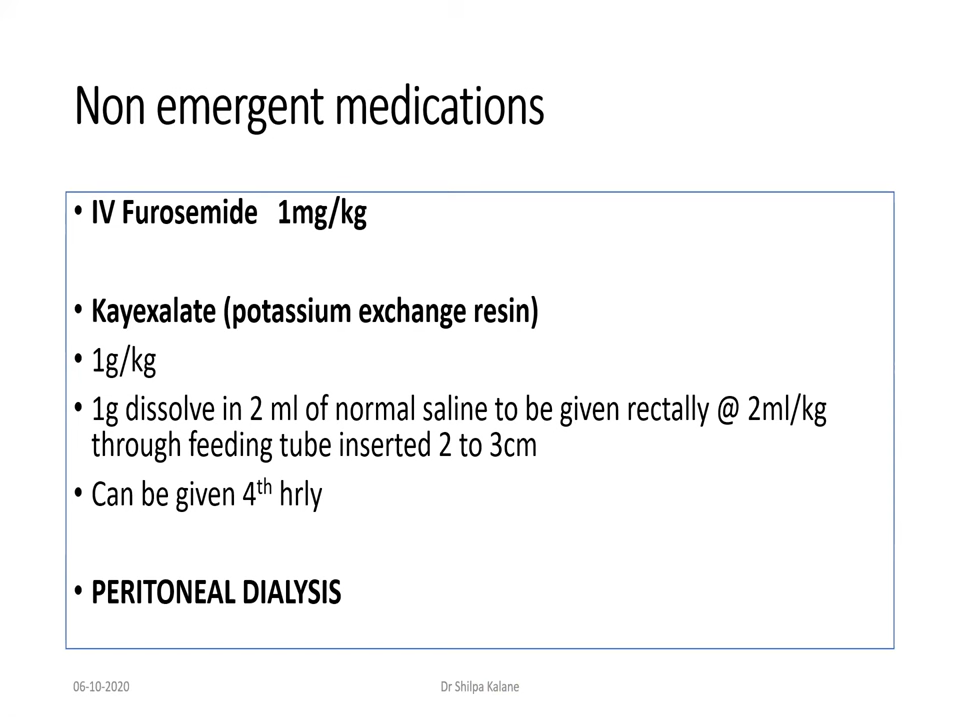 Non emergent medications
• IV Furosemide 1mg/kg
• Kayexalate (potassium exchange resin)
• 1g/kg
• 1g dissolve in 2 ml of normal saline to be given rectally @ 2ml/kg
through feeding tube inserted 2 to 3cm
• Can be given 4th hrly
• PERITONEAL DIALYSIS
06-10-2020
Dr Shilpa Kalane